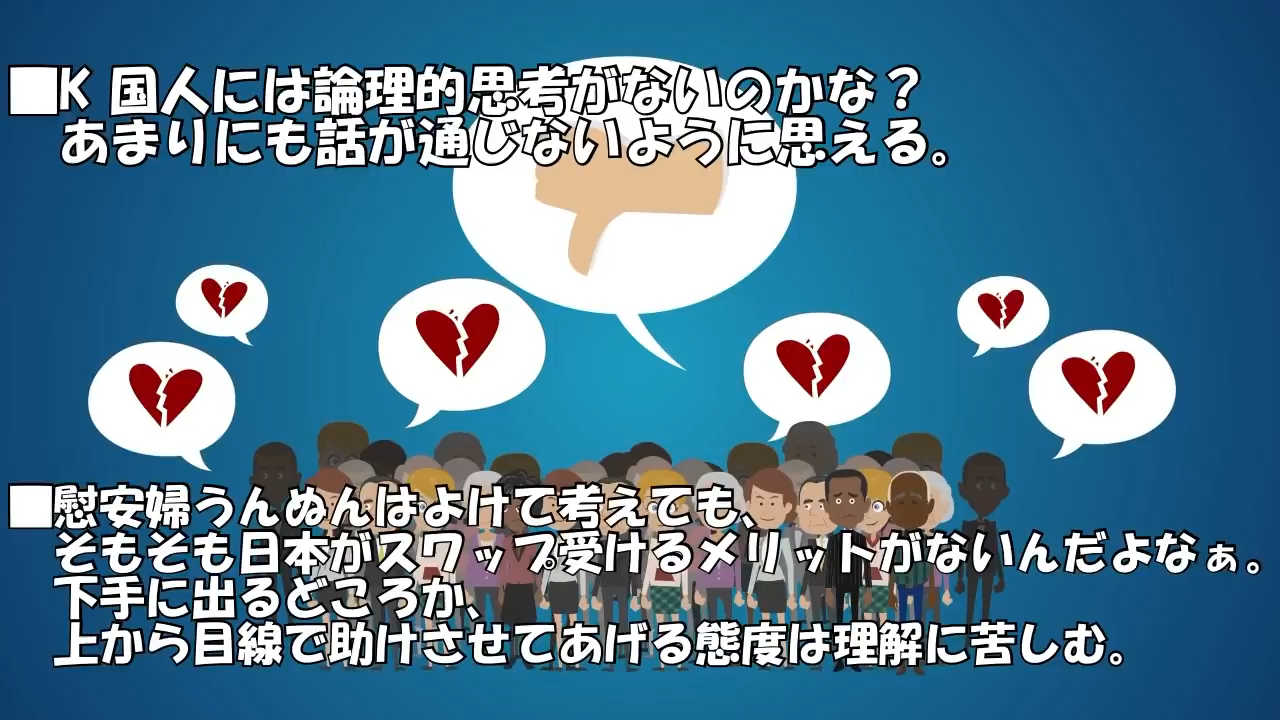 ■K 国人には論理的思考がないのかな？
あまりにも話が通じないように思える。
■慰安婦うんぬんはよけて考えても、
そもそも日本がスワップ受けるメリットがないんだよなぁ。
下手に出るどころか、
上から目線で助けさせてあげる態度は理解に苦しむ。